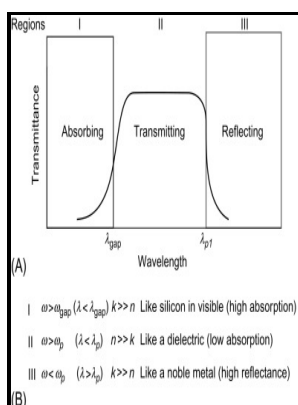 Regions I II III
Transmittance
Absorbing Transmitting Reflecting
λgap λp1
Wavelength
(A)
I ω>ωgap (λ<λgap) k>>n Like silicon in visible (high absorption)
II ω>ωp (λ<λp) n>>k Like a dielectric (low absorption)
III ω<ωp (λ>λp) k>>n Like a noble metal (high reflectance)
(B)